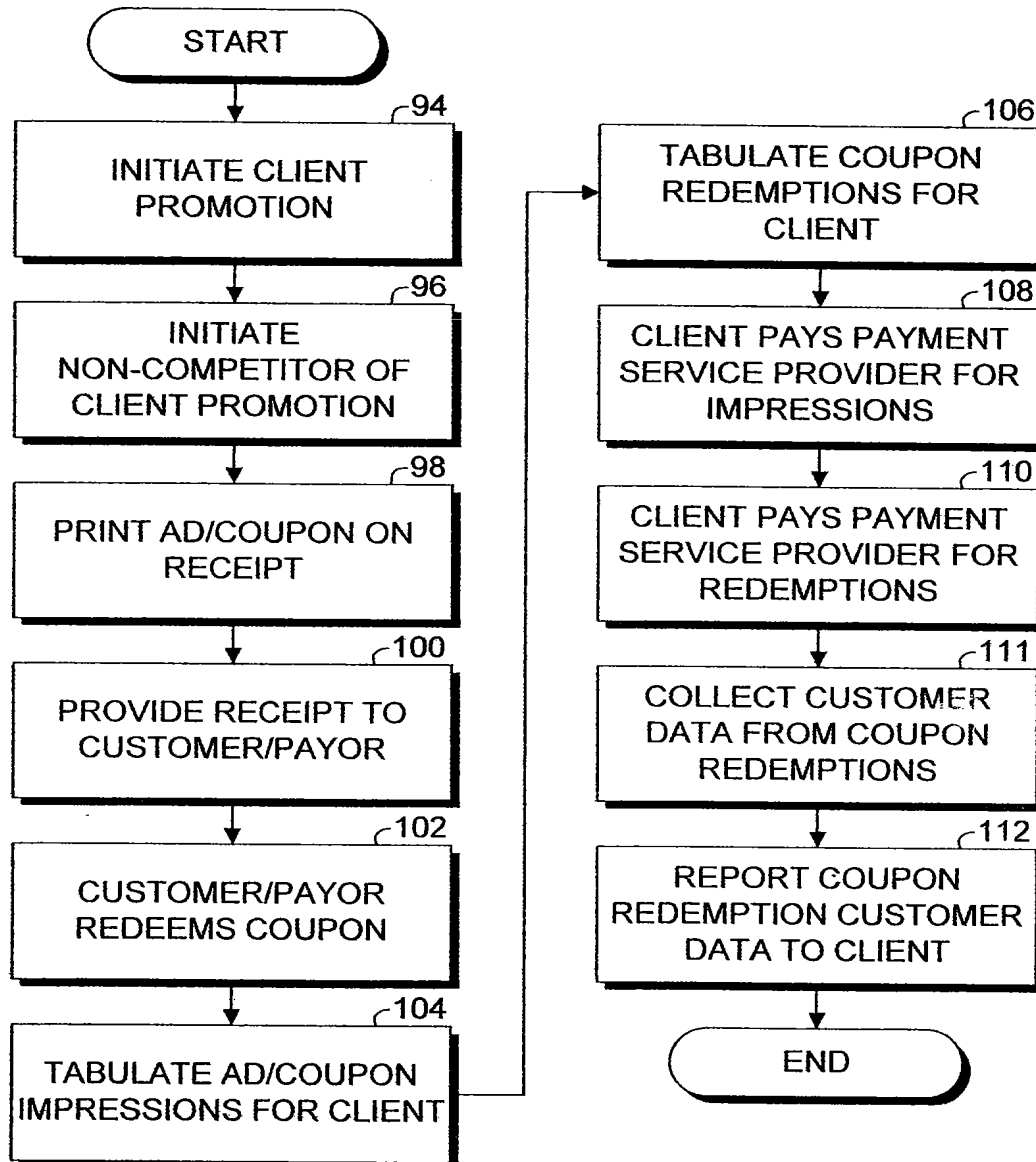 START
94
INITIATE CLIENT
PROMOTION
96
INITIATE
NON-COMPETITOR OF
CLIENT PROMOTION
98
PRINT AD/COUPON ON
RECEIPT
100
PROVIDE RECEIPT TO
CUSTOMER/PAYOR
102
CUSTOMER/PAYOR
REDEEMS COUPON
104
TABULATE AD/COUPON
IMPRESSIONS FOR CLIENT
106
TABULATE COUPON
REDEMPTIONS FOR
CLIENT
108
CLIENT PAYS PAYMENT
SERVICE PROVIDER FOR
IMPRESSIONS
110
CLIENT PAYS PAYMENT
SERVICE PROVIDER FOR
REDEMPTIONS
111
COLLECT CUSTOMER
DATA FROM COUPON
REDEMPTIONS
112
REPORT COUPON
REDEMPTION CUSTOMER
DATA TO CLIENT
END